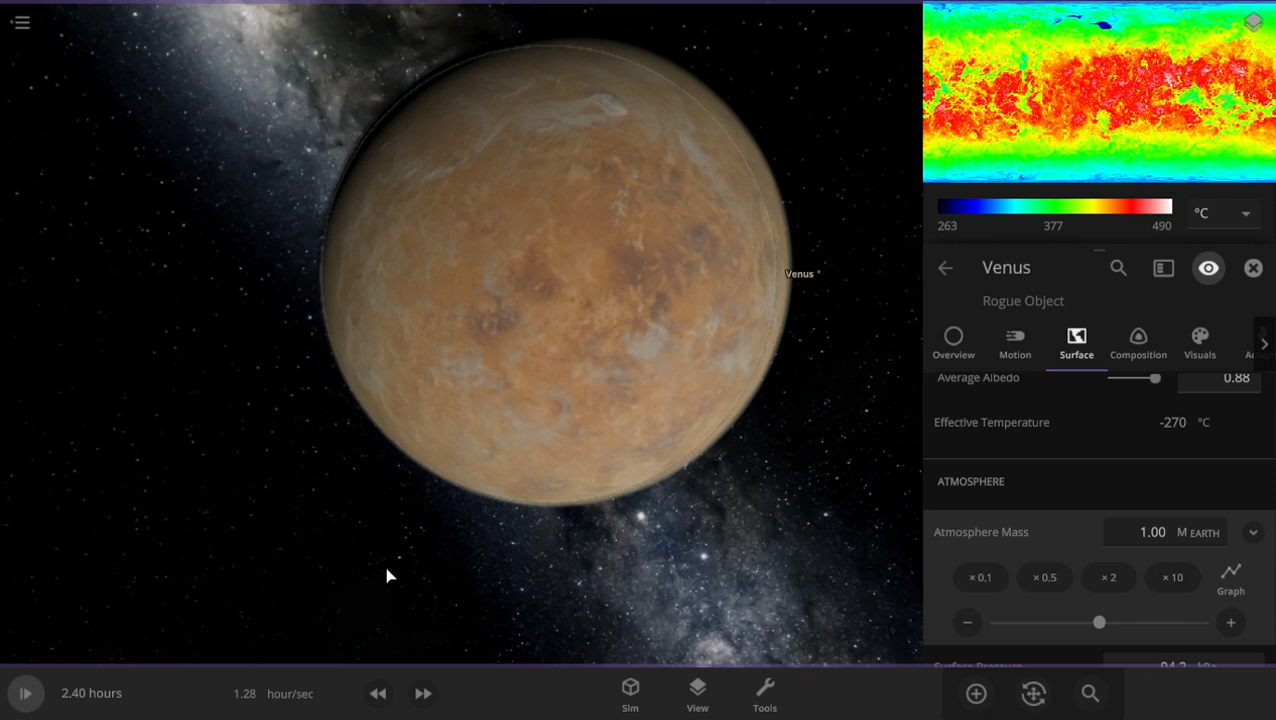 °C
263 377 490
Venus
Rogue Object
Venus
Overview Motion Surface Composition Visuals
Average Albedo 0.88
Effective Temperature -270 °C
ATMOSPHERE
Atmosphere Mass 1.00 M EARTH
× 0.1 × 0.5 × 2 × 10
Graph
2.40 hours 1.28 hour/sec
Sim View Tools